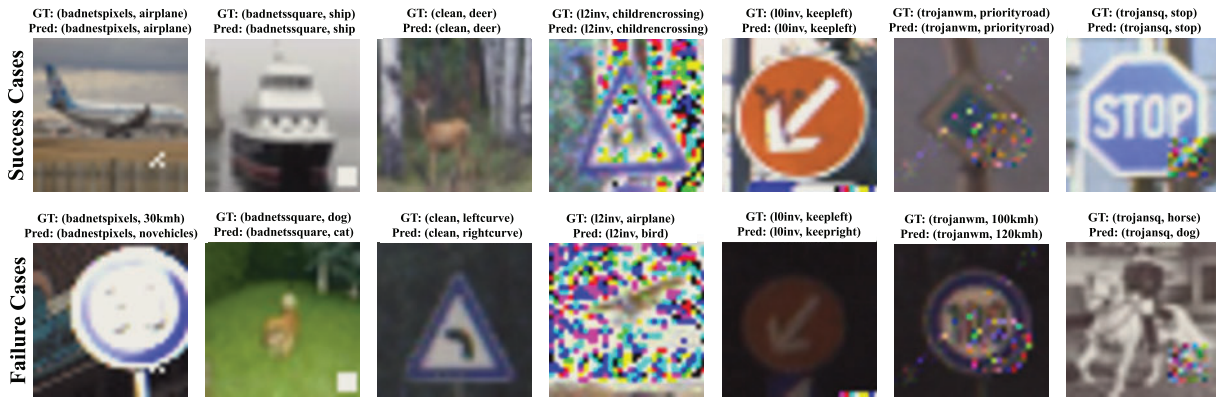 Success Cases
GT: (badnetspixels, airplane)
Pred: (badnestpixels, airplane)
GT: (badnetssquare, ship)
Pred: (badnetssquare, ship
GT: (clean, deer)
Pred: (clean, deer)
GT: (l2inv, childrencrossing)
Pred: (l2inv, childrencrossing)
GT: (l0inv, keepleft)
Pred: (l0inv, keepleft)
GT: (trojanwm, priorityroad)
Pred: (trojanwm, priorityroad)
GT: (trojansq, stop)
Pred: (trojansq, stop)
STOP
Failure Cases
GT: (badnetspixels, 30kmh)
Pred: (badnestpixels, novehicles)
GT: (badnetssquare, dog)
Pred: (badnetssquare, cat)
GT: (clean, leftcurve)
Pred: (clean, rightcurve)
GT: (l2inv, airplane)
Pred: (l2inv, bird)
GT: (l0inv, keepleft)
Pred: (l0inv, keepright)
GT: (trojanwm, 100kmh)
Pred: (trojanwm, 120kmh)
GT: (trojansq, horse)
Pred: (trojansq, dog)